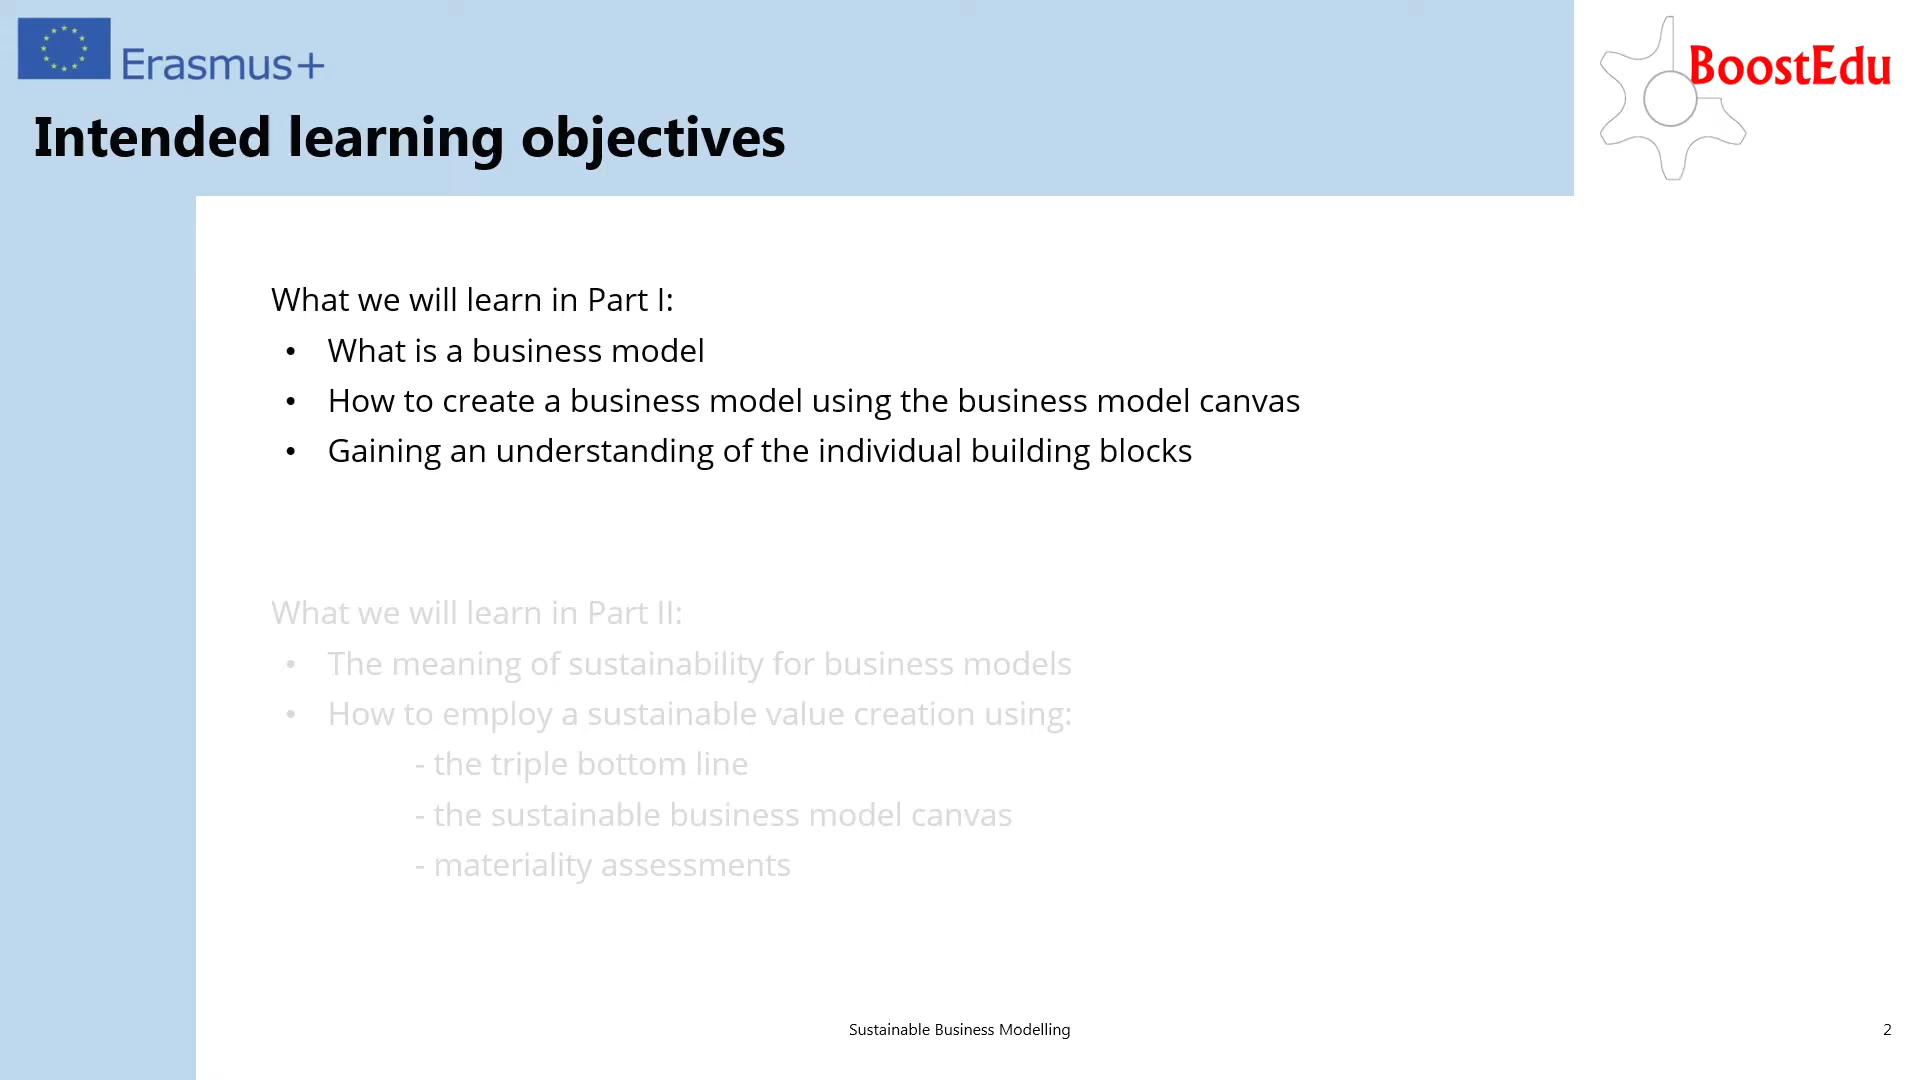 Erasmus+
BoostEdu
Intended learning objectives
What we will learn in Part I:
• What is a business model
• How to create a business model using the business model canvas
• Gaining an understanding of the individual building blocks
What we will learn in Part II:
• The meaning of sustainability for business models
• How to employ a sustainable value creation using:
- the triple bottom line
- the sustainable business model canvas
- materiality assessments
Sustainable Business Modelling
2